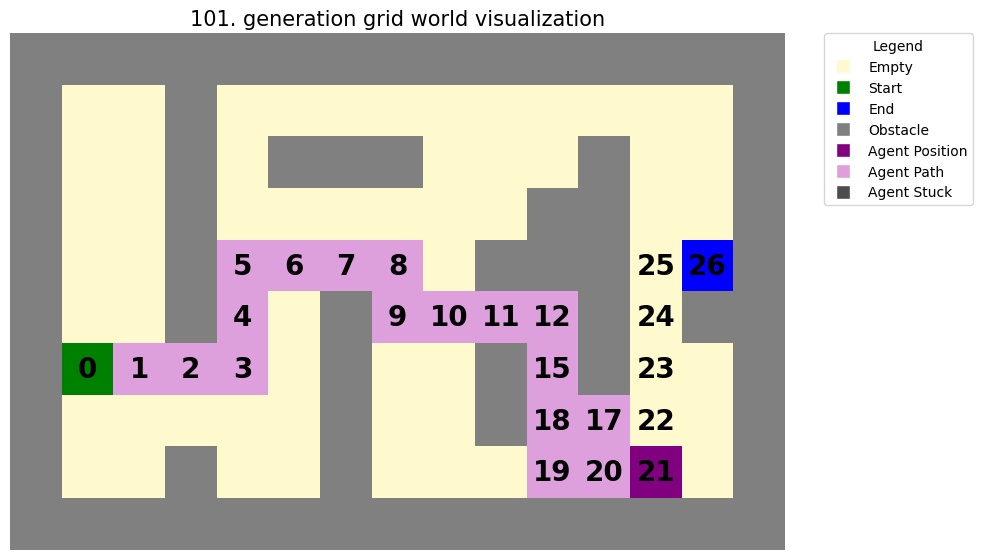 101. generation grid world visualization
Legend
Empty
Start
End
Obstacle
Agent Position
Agent Path
Agent Stuck
5 6 7 8 25 26
4 9 10 11 12 24
0 1 2 3 15 23
18 17 22
19 20 21